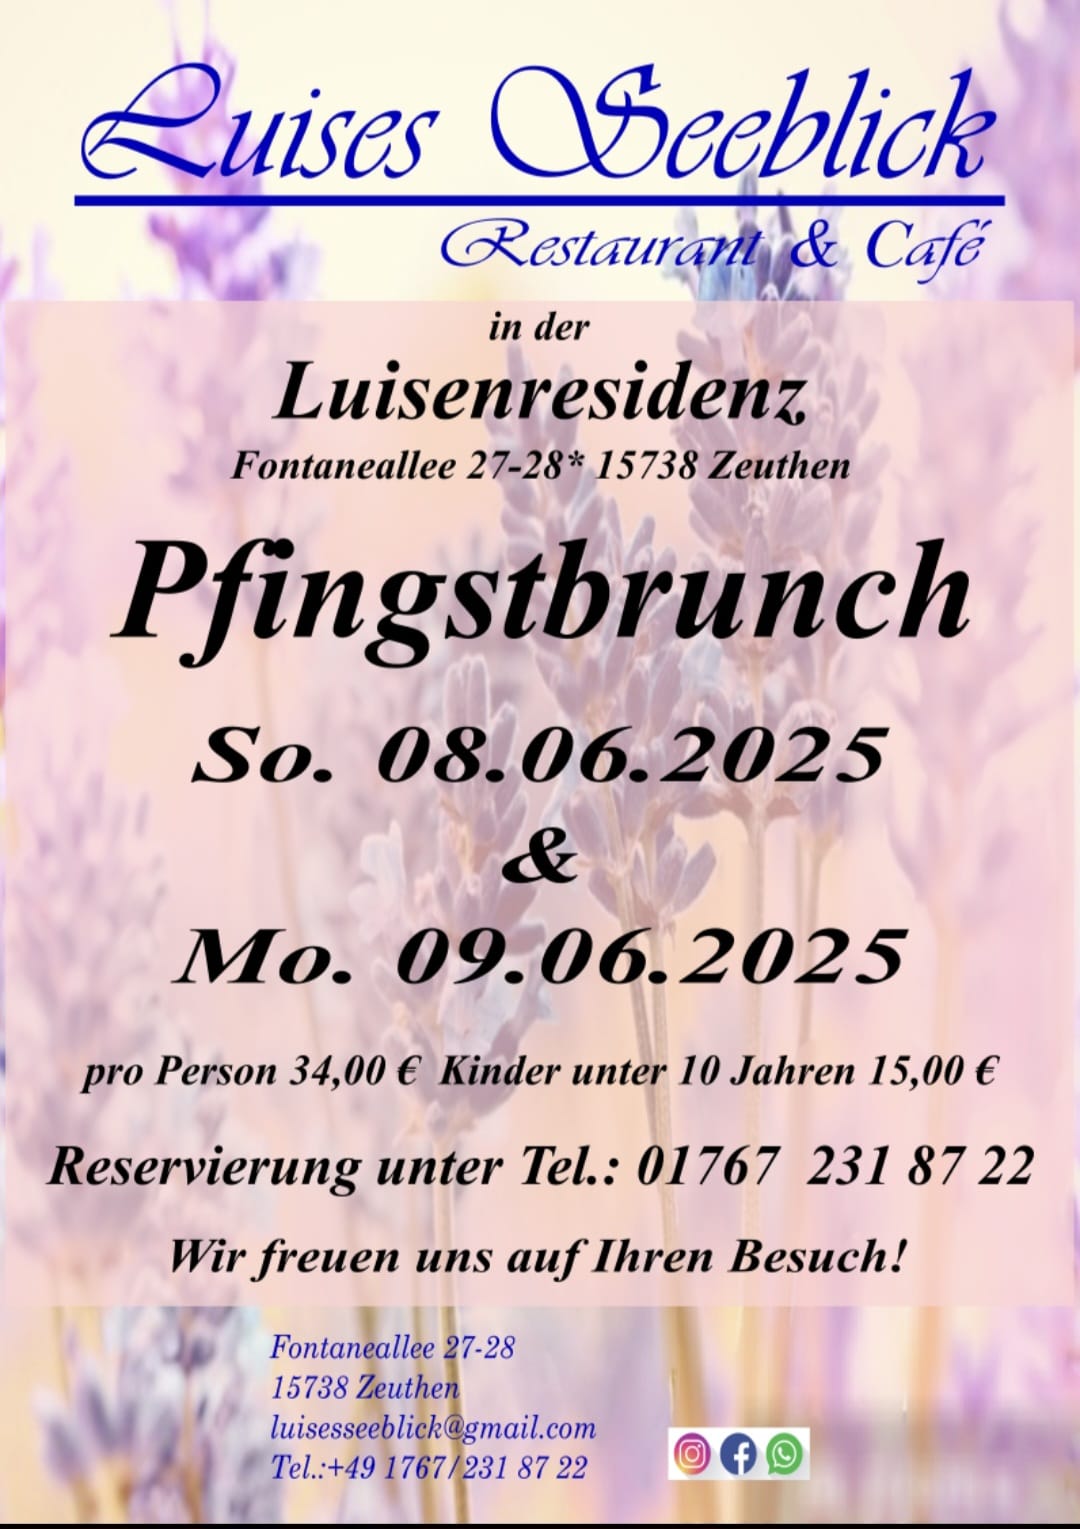 Luises Seeblick
Restaurant & Café
in der
Luisenresidenz
Fontaneallee 27-28* 15738 Zeuthen
Pfingstbrunch
So. 08.06.2025
&
Mo. 09.06.2025
pro Person 34,00 € Kinder unter 10 Jahren 15,00 €
Reservierung unter Tel.: 01767 231 87 22
Wir freuen uns auf Ihren Besuch!
Fontaneallee 27-28
15738 Zeuthen
luisesseeblick@gmail.com
Tel.:+49 1767/231 87 22